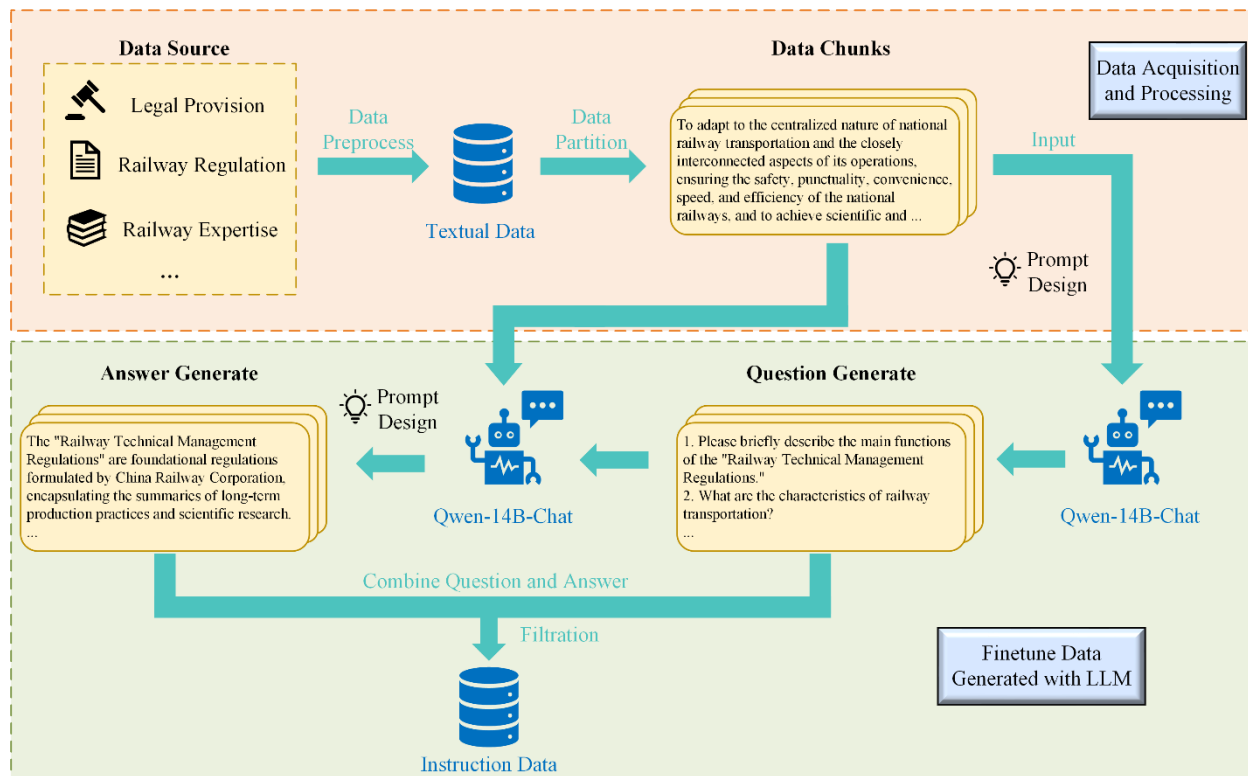 Data Source
Legal Provision
Railway Regulation
Railway Expertise
...
Data
Preprocess
Textual Data
Data
Partition
Data Chunks
To adapt to the centralized nature of national
railway transportation and the closely
interconnected aspects of its operations,
ensuring the safety, punctuality, convenience,
speed, and efficiency of the national
railways, and to achieve scientific and ...
Data Acquisition
and Processing
Input
Prompt
Design
Answer Generate
The "Railway Technical Management
Regulations" are foundational regulations
formulated by China Railway Corporation,
encapsulating the summaries of long-term
production practices and scientific research.
...
Prompt
Design
Qwen-14B-Chat
Question Generate
1. Please briefly describe the main functions
of the "Railway Technical Management
Regulations."
2. What are the characteristics of railway
transportation?
...
Qwen-14B-Chat
Combine Question and Answer
Filtration
Instruction Data
Finetune Data
Generated with LLM